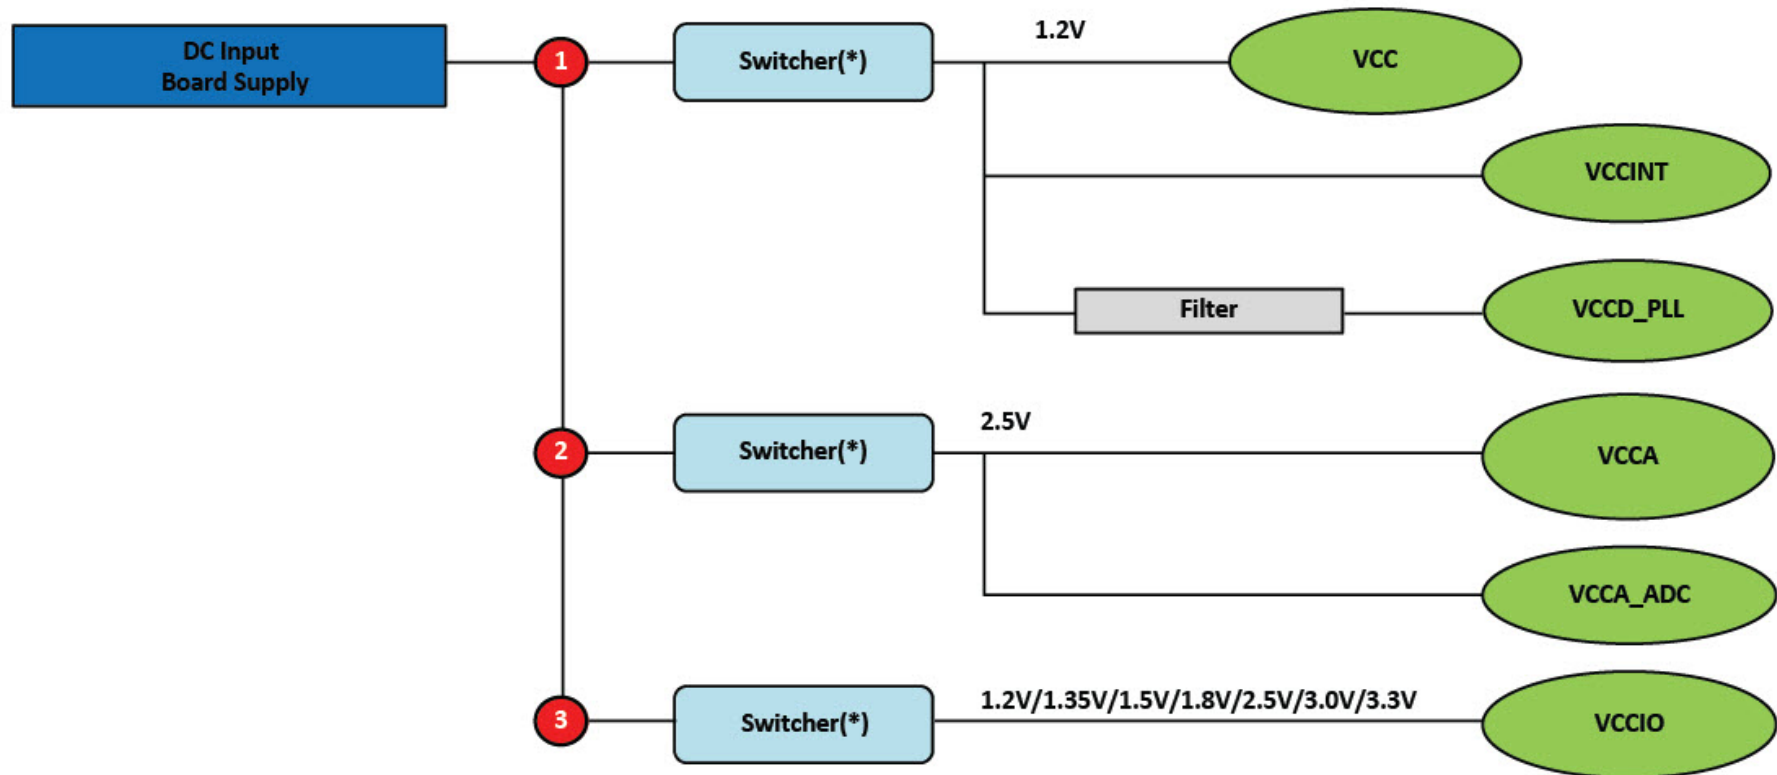 DC Input
Board Supply
1
Switcher(*)
1.2V
VCC
VCCINT
Filter
VCCD_PLL
2
Switcher(*)
2.5V
VCCA
VCCA_ADC
3
Switcher(*)
1.2V/1.35V/1.5V/1.8V/2.5V/3.0V/3.3V
VCCIO